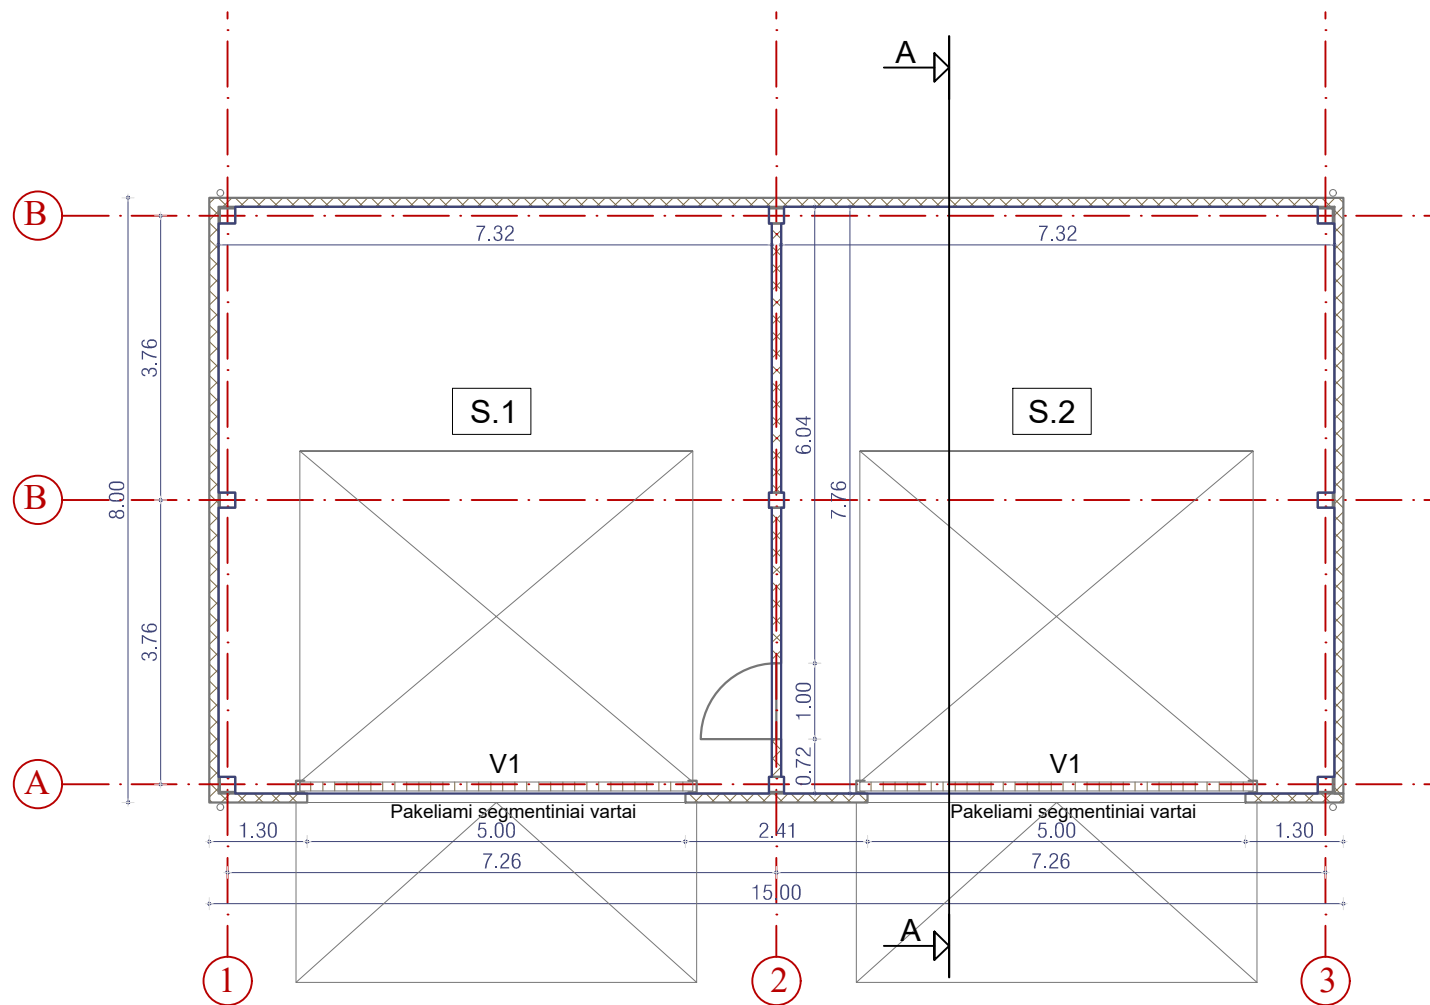 A
B
7.32
7.32
3.76
S.1
S.2
6.04
B
8.00
7.76
3.76
1.00
V1
0.72
V1
A
Pakeliami segmentiniai vartai
Pakeliami segmentiniai vartai
1.30
5.00
2.41
5.00
1.30
7.26
7.26
15.00
A
1
2
3